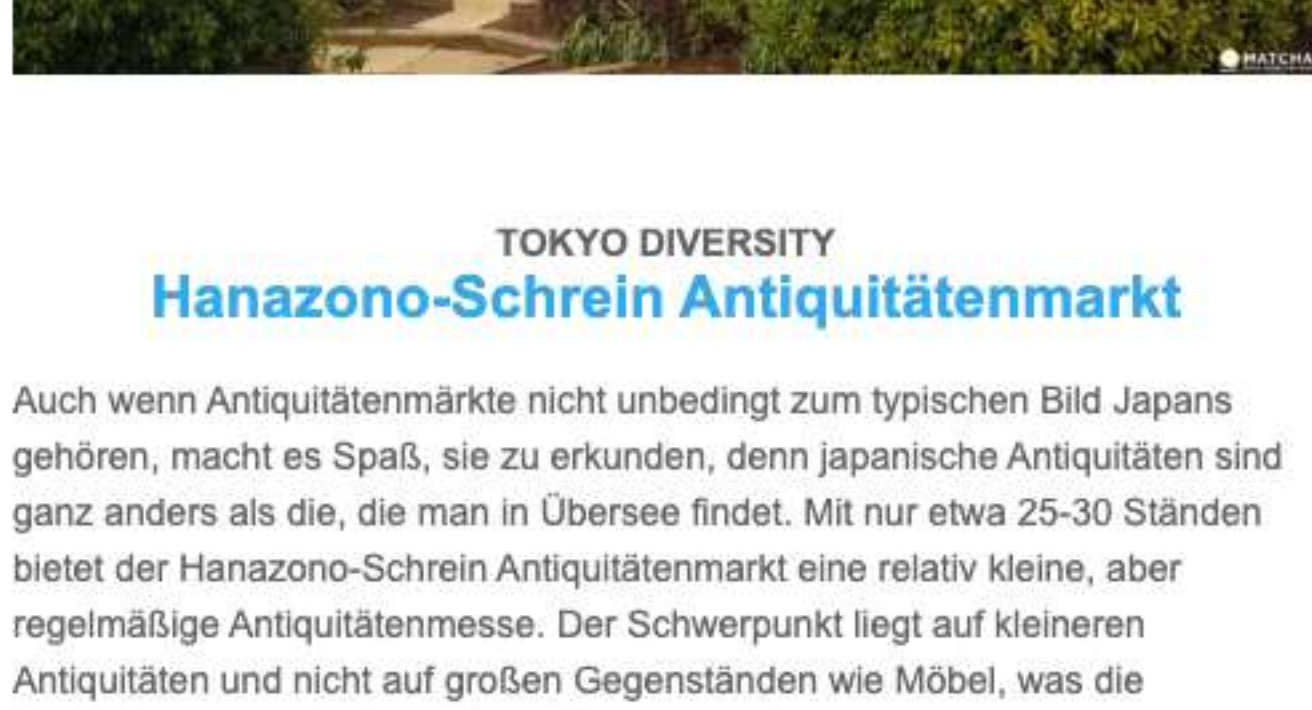 MATCHA
TOKYO DIVERSITY
Hanazono-Schrein Antiquitätenmarkt
Auch wenn Antiquitätenmärkte nicht unbedingt zum typischen Bild Japans
gehören, macht es Spaß, sie zu erkunden, denn japanische Antiquitäten sind
ganz anders als die, die man in Übersee findet. Mit nur etwa 25-30 Ständen
bietet der Hanazono-Schrein Antiquitätenmarkt eine relativ kleine, aber
regelmäßige Antiquitätenmesse. Der Schwerpunkt liegt auf kleineren
Antiquitäten und nicht auf großen Gegenständen wie Möbel, was die